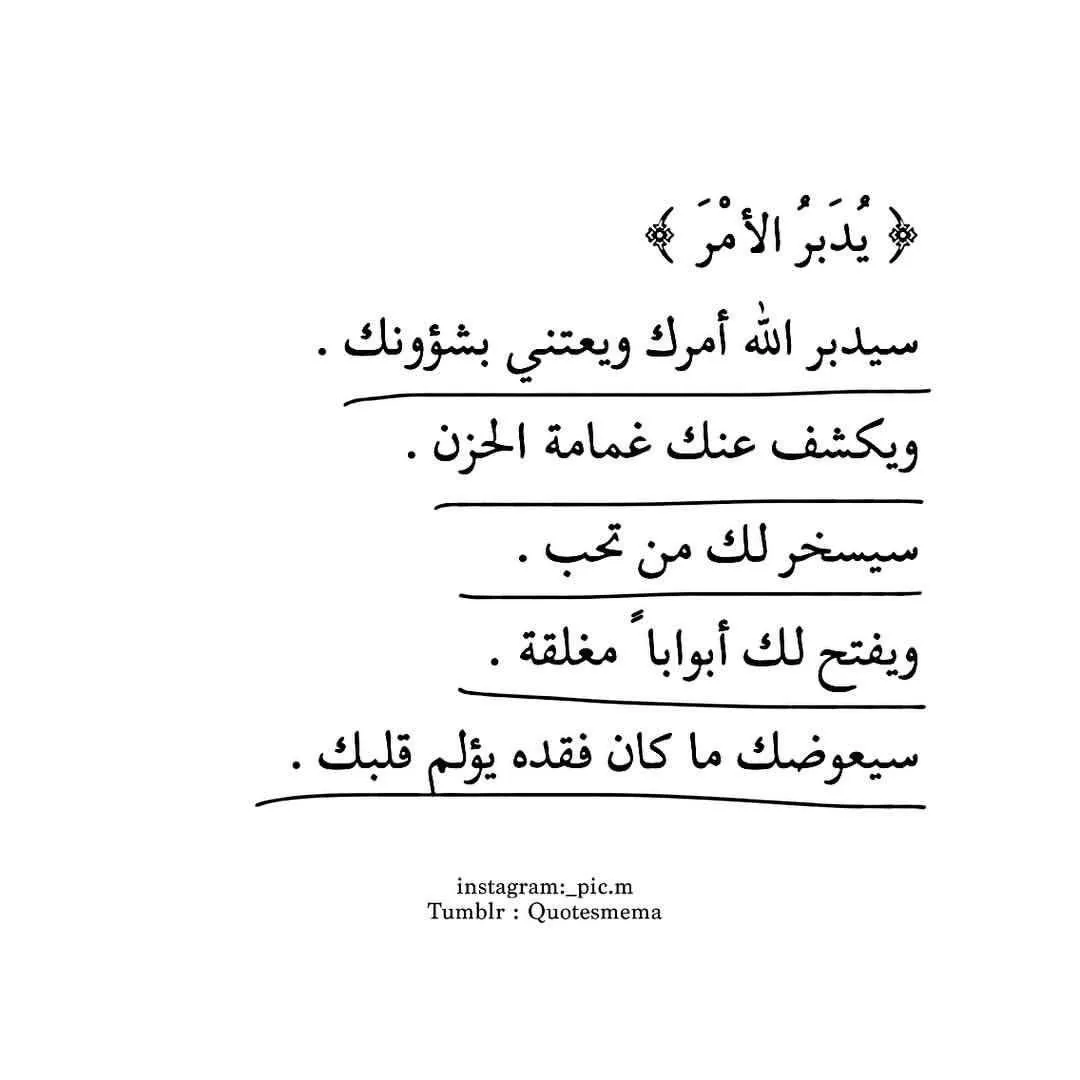 ﴿ يُدَبرُ الأمْرَ ﴾
سيدبر الله أمرك ويعتني بشؤونك .
ويكشف عنك غمامة الحزن .
سيسخر لك من تحب .
ويفتح لك أبوابا ً مغلقة .
سيعوضك ما كان فقده يؤلم قلبك .
instagram:_pic.m
Tumblr : Quotesmema